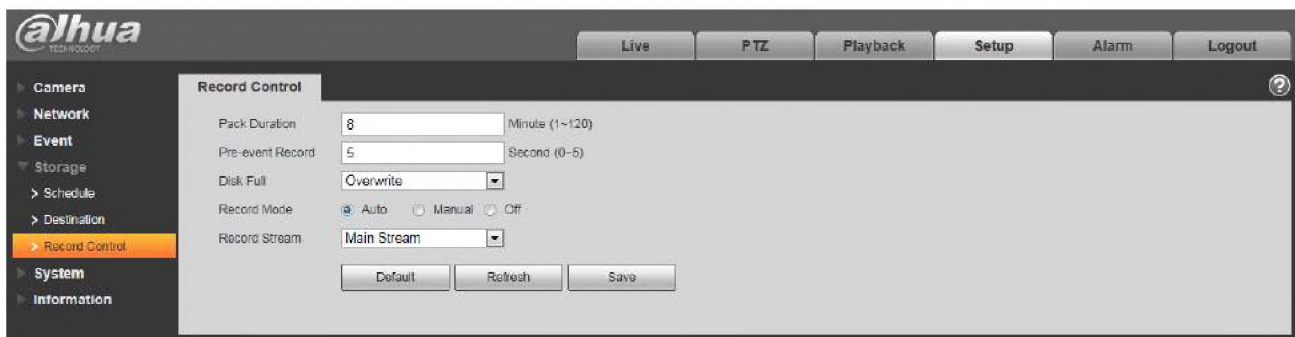 alhua
TECHNOLOGY
Live PTZ Playback Setup Alarm Logout
Camera
Network
Event
Storage
> Schedule
> Destination
> Record Control
System
Information
Record Control
Pack Duration 8 Minute (1~120)
Pre-event Record 5 Second (0~5)
Disk Full Overwrite
Record Mode Auto Manual Off
Record Stream Main Stream
Default Refresh Save